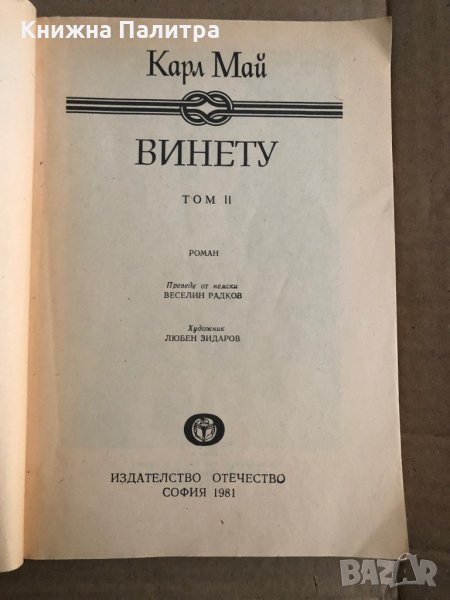 Книжна Палитра
Карл Май
ВИНЕТУ
ТОМ II
РОМАН
Преведе от немски
ВЕСЕЛИН РАДКОВ
Художник
ЛЮБЕН ЗИДАРОВ
ИЗДАТЕЛСТВО ОТЕЧЕСТВО
СОФИЯ 1981
BAZAR